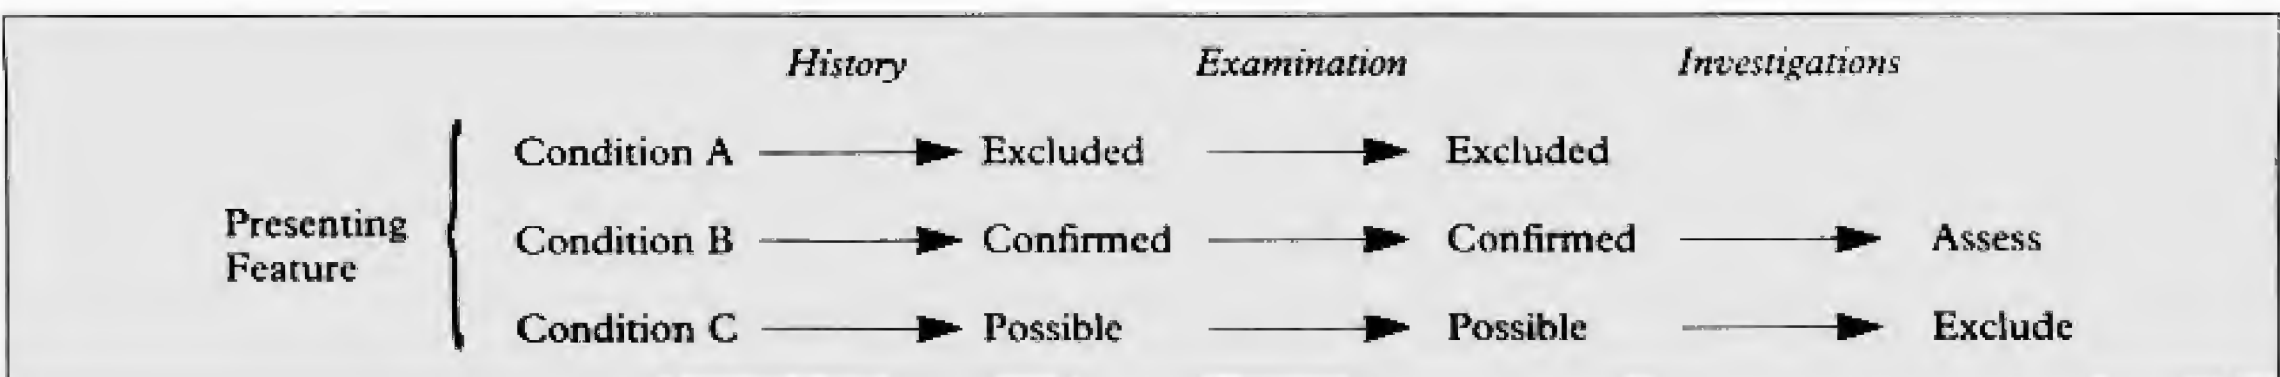 History Examination Investigations
Condition A Excluded Excluded
Presenting
Feature
Condition B Confirmed Confirmed Assess
Condition C Possible Possible Exclude